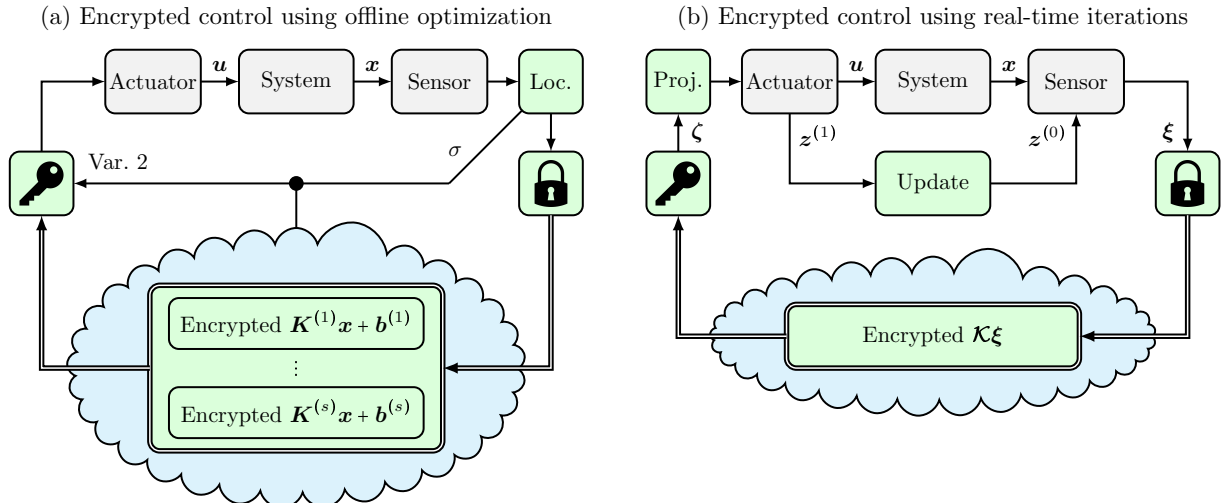 (a) Encrypted control using offline optimization
Actuator
u
System
x
Sensor
Loc.
Var. 2
σ
Encrypted K^(1)x + b^(1)
⋮
Encrypted K^(s)x + b^(s)
(b) Encrypted control using real-time iterations
Proj.
Actuator
u
System
x
Sensor
ζ
z^(1)
z^(0)
ξ
Update
Encrypted 𝒦ξ